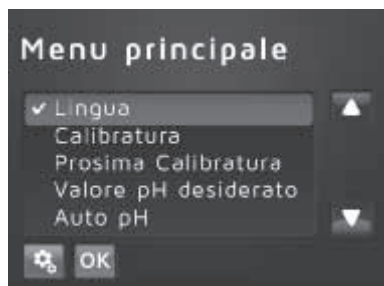 Menu principale
Lingua
Calibratura
Prosima Calibratura
Valore pH desiderato
Auto pH
OK